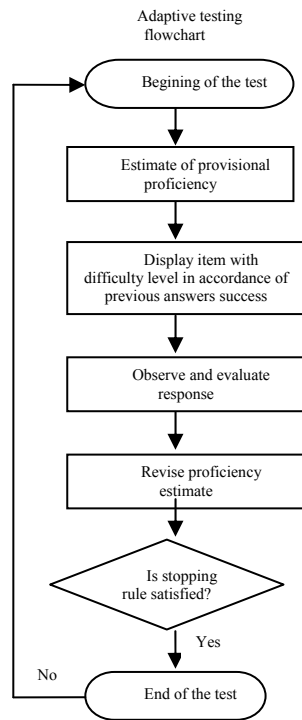 Adaptive testing
flowchart
Begining of the test
Estimate of provisional
proficiency
Display item with
difficulty level in accordance of
previous answers success
Observe and evaluate
response
Revise proficiency
estimate
Is stopping
rule satisfied?
Yes
No
End of the test